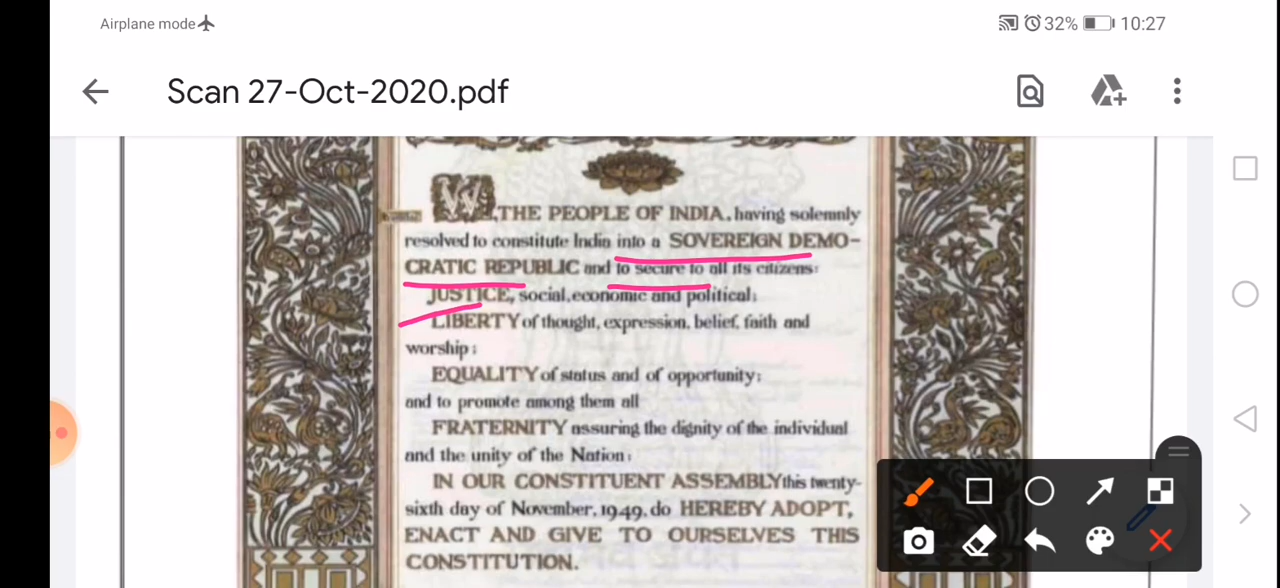 Airplane mode 32% 10:27
Scan 27-Oct-2020.pdf
WE, THE PEOPLE OF INDIA, having solemnly
resolved to constitute India into a SOVEREIGN DEMO-
CRATIC REPUBLIC and to secure to all its citizens:
JUSTICE, social, economic and political;
LIBERTY of thought, expression, belief, faith and
worship;
EQUALITY of status and of opportunity;
and to promote among them all
FRATERNITY assuring the dignity of the individual
and the unity of the Nation;
IN OUR CONSTITUENT ASSEMBLY this twenty-
sixth day of November, 1949, do HEREBY ADOPT,
ENACT AND GIVE TO OURSELVES THIS
CONSTITUTION.